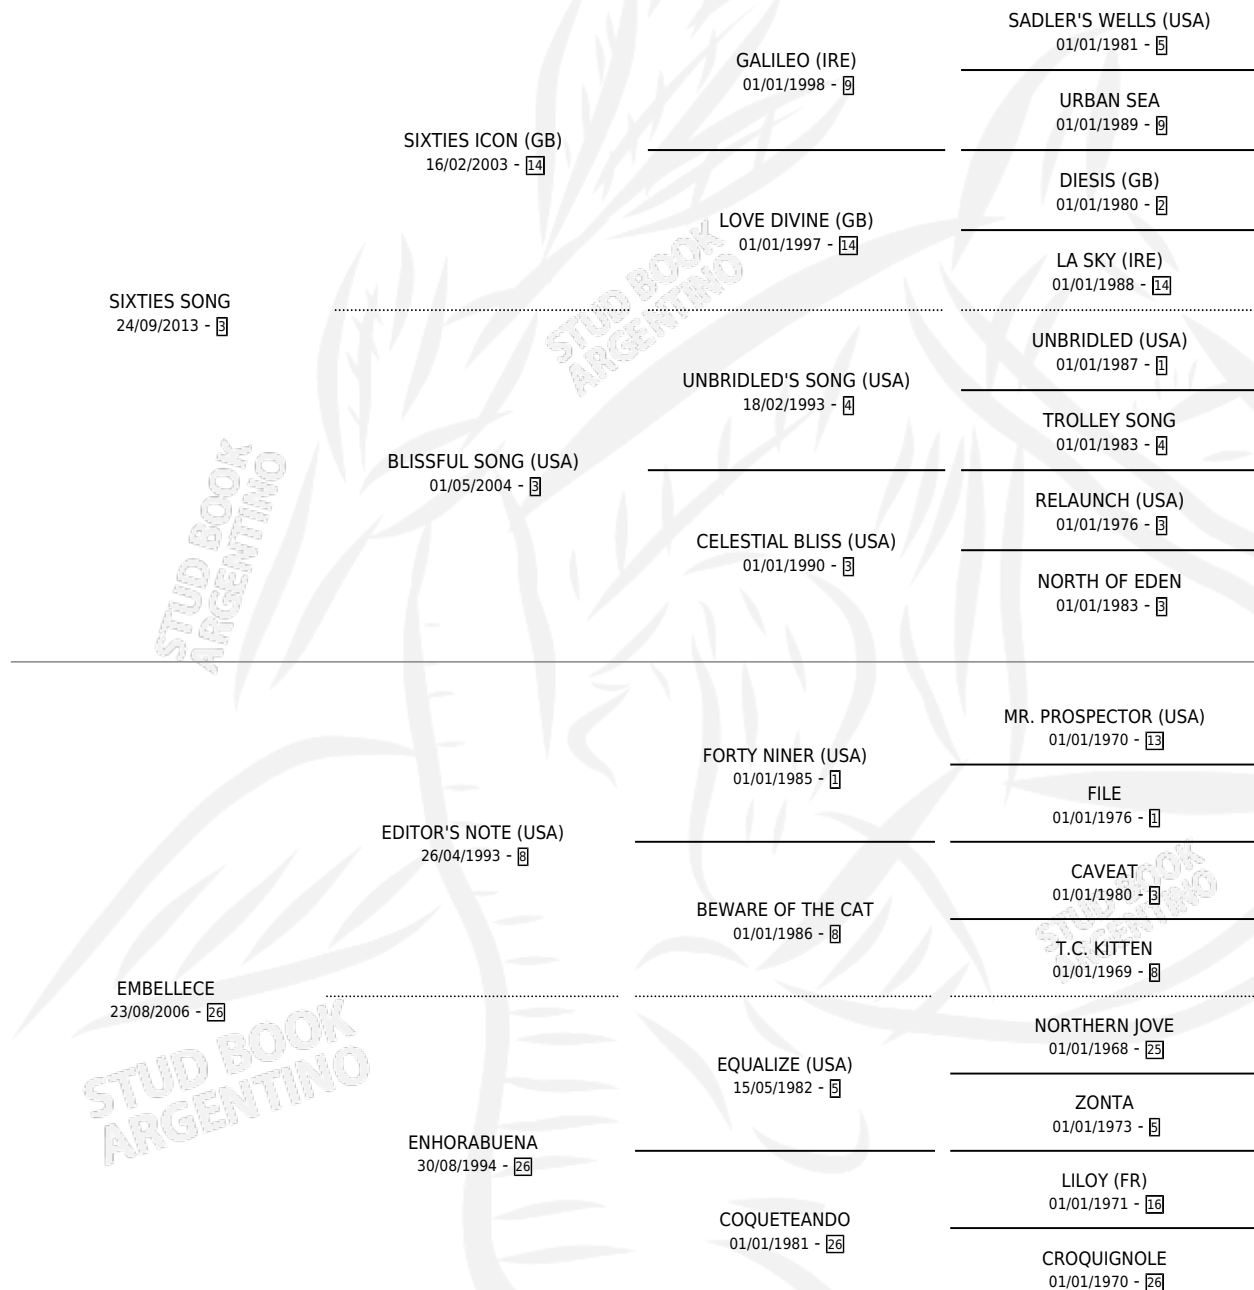 SADLER'S WELLS (USA)
01/01/1981 - 5
GALILEO (IRE)
01/01/1998 - 9
URBAN SEA
01/01/1989 - 9
SIXTIES ICON (GB)
16/02/2003 - 14
DIESIS (GB)
01/01/1980 - 2
LOVE DIVINE (GB)
01/01/1997 - 14
LA SKY (IRE)
01/01/1988 - 14
SIXTIES SONG
24/09/2013 - 3
STUD BOOK
ARGENTINO
UNBRIDLED (USA)
01/01/1987 - 1
UNBRIDLED'S SONG (USA)
18/02/1993 - 4
TROLLEY SONG
01/01/1983 - 4
BLISSFUL SONG (USA)
01/05/2004 - 3
RELAUNCH (USA)
01/01/1976 - 3
CELESTIAL BLISS (USA)
01/01/1990 - 3
NORTH OF EDEN
01/01/1983 - 3
STUD BOOK
ARGENTINO
MR. PROSPECTOR (USA)
01/01/1970 - 13
FORTY NINER (USA)
01/01/1985 - 1
FILE
01/01/1976 - 1
EDITOR'S NOTE (USA)
26/04/1993 - 8
CAVEAT
01/01/1980 - 3
BEWARE OF THE CAT
01/01/1986 - 8
T.C. KITTEN
01/01/1969 - 8
STUD BOOK
ARGENTINO
EMBELLECE
23/08/2006 - 26
STUD BOOK
ARGENTINO
NORTHERN JOVE
01/01/1968 - 25
EQUALIZE (USA)
15/05/1982 - 5
ZONTA
01/01/1973 - 5
ENHORABUENA
30/08/1994 - 26
LILOY (FR)
01/01/1971 - 16
COQUETEANDO
01/01/1981 - 26
CROQUIGNOLE
01/01/1970 - 26